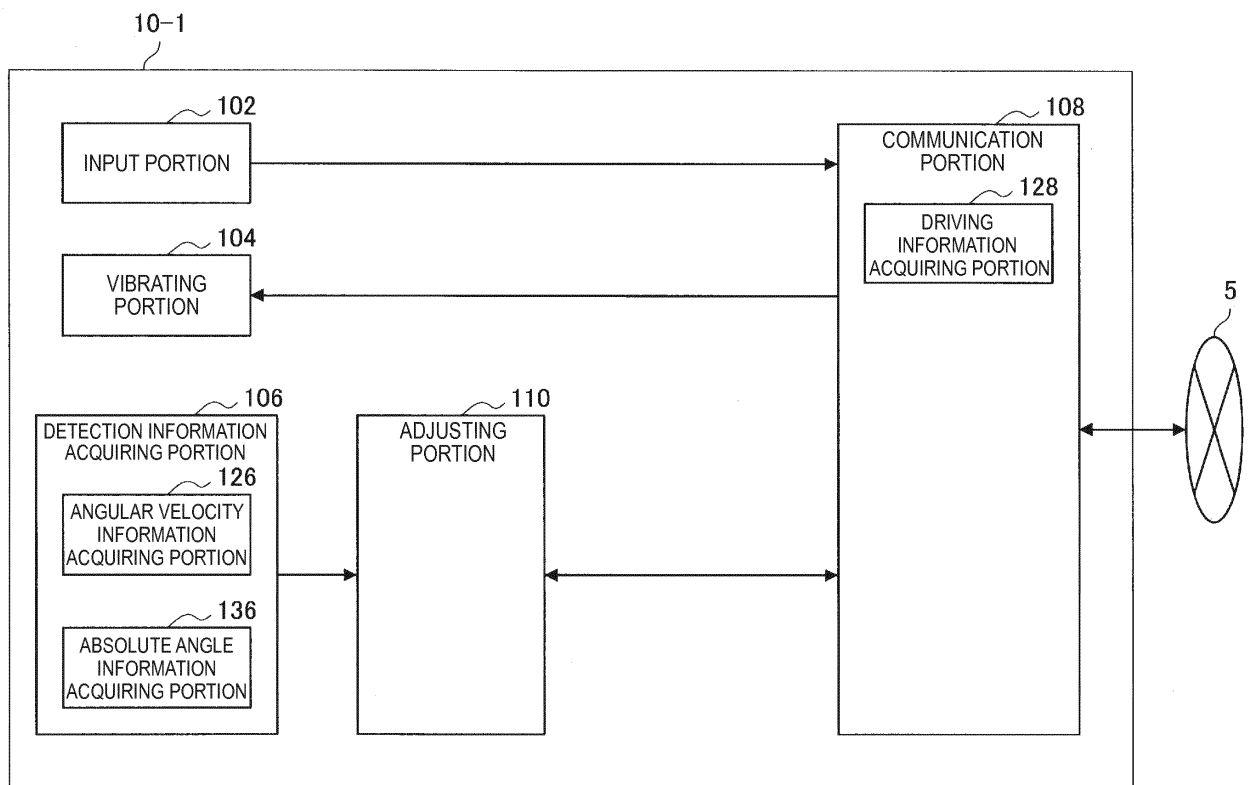 10-1
102
INPUT PORTION
104
VIBRATING
PORTION
106
DETECTION INFORMATION
ACQUIRING PORTION
126
ANGULAR VELOCITY
INFORMATION
ACQUIRING PORTION
136
ABSOLUTE ANGLE
INFORMATION
ACQUIRING PORTION
110
ADJUSTING
PORTION
108
COMMUNICATION
PORTION
128
DRIVING
INFORMATION
ACQUIRING PORTION
5